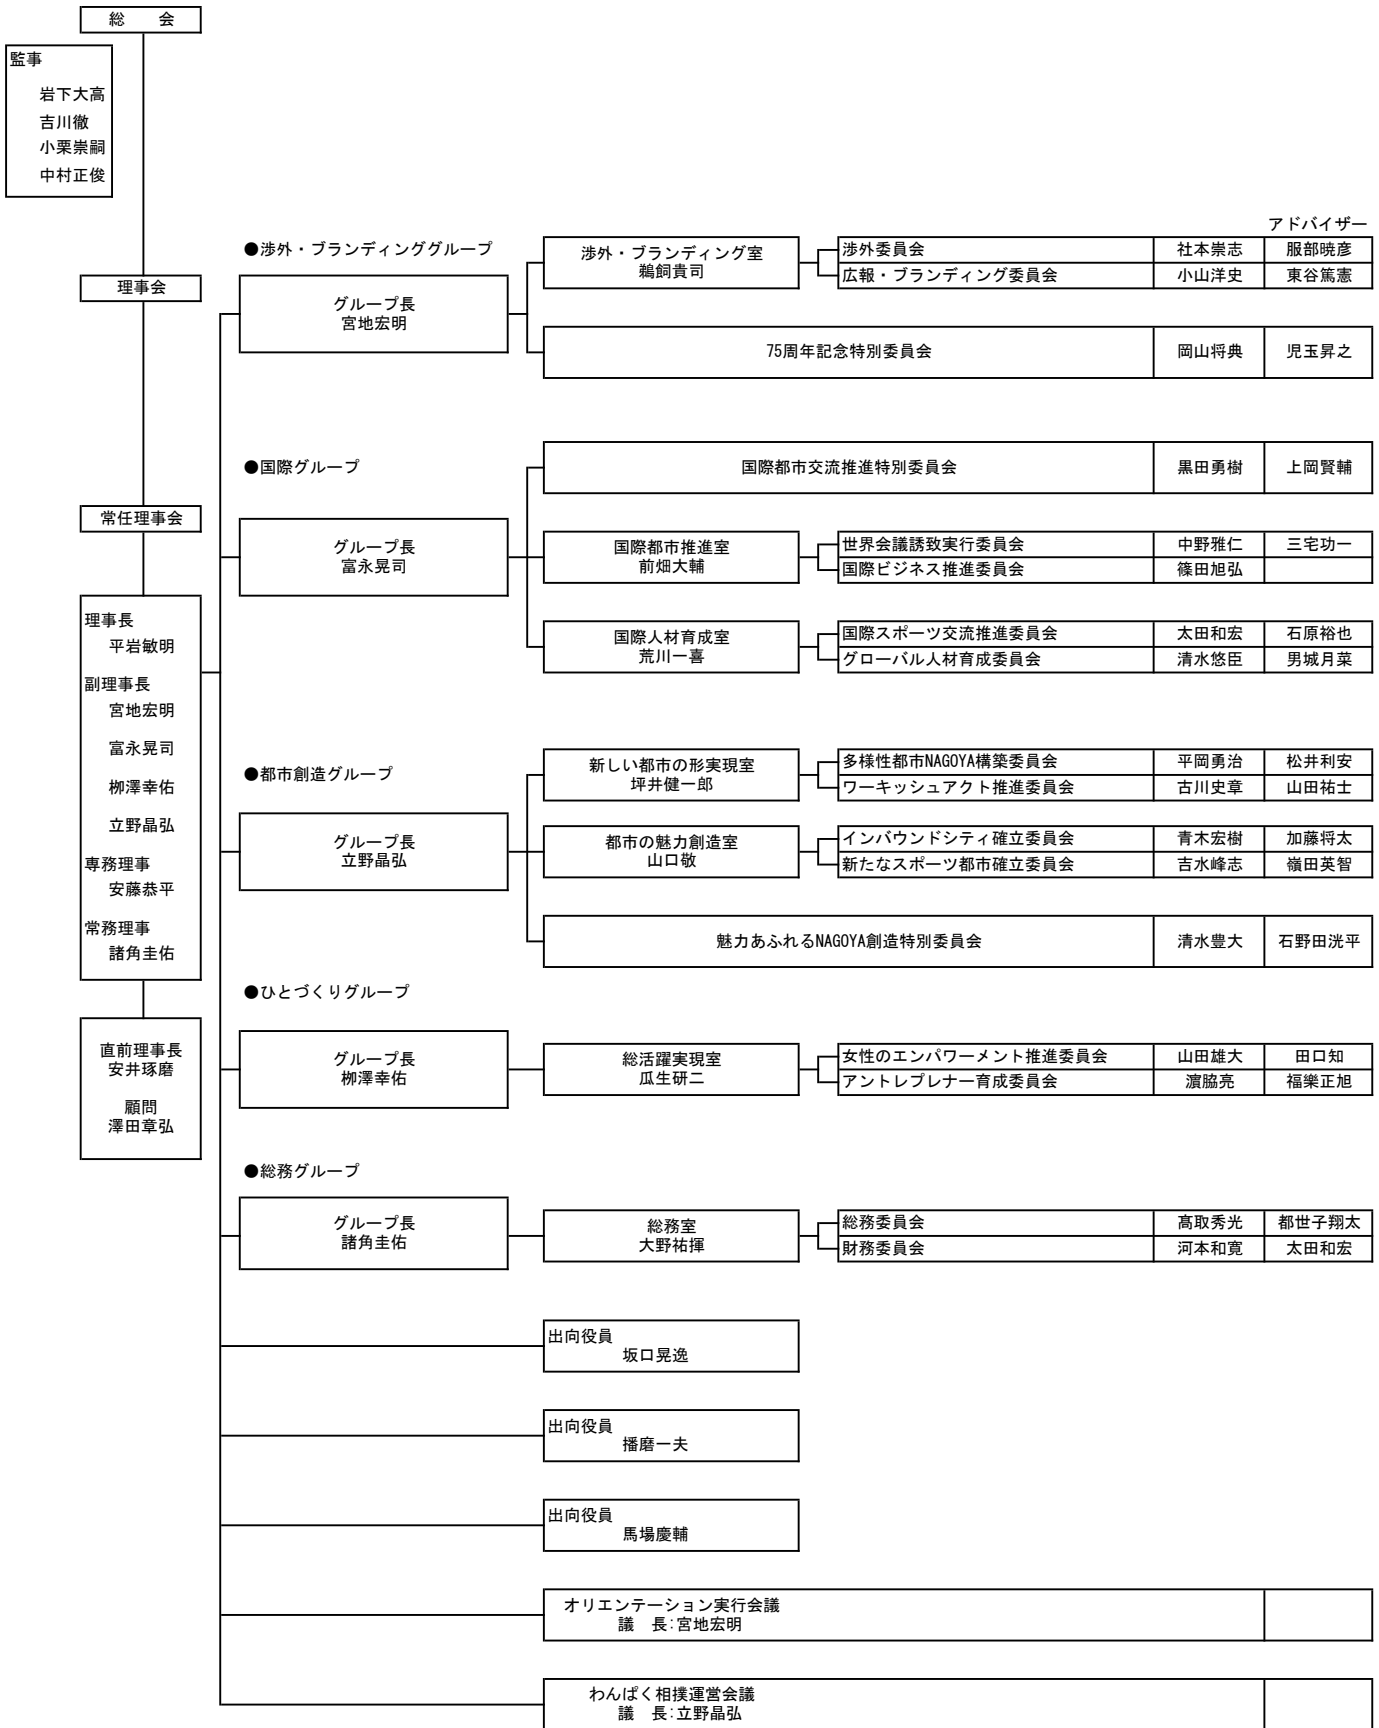 総　会
監事
岩下大高
吉川徹
小栗崇嗣
中村正俊
理事会
常任理事会
理事長
平岩敏明
副理事長
宮地宏明
富永晃司
栁澤幸佑
立野晶弘
専務理事
安藤恭平
常務理事
諸角圭佑
直前理事長
安井琢磨
顧問
澤田章弘
アドバイザー
●渉外・ブランディンググループ
グループ長
宮地宏明
渉外・ブランディング室
鵜飼貴司
渉外委員会 社本崇志 服部暁彦
広報・ブランディング委員会 小山洋史 東谷篤憲
75周年記念特別委員会 岡山将典 児玉昇之
●国際グループ
グループ長
富永晃司
国際都市交流推進特別委員会 黒田勇樹 上岡賢輔
国際都市推進室
前畑大輔
世界会議誘致実行委員会 中野雅仁 三宅功一
国際ビジネス推進委員会 篠田旭弘
国際人材育成室
荒川一喜
国際スポーツ交流推進委員会 太田和宏 石原裕也
グローバル人材育成委員会 清水悠臣 男城月菜
●都市創造グループ
グループ長
立野晶弘
新しい都市の形実現室
坪井健一郎
多様性都市NAGOYA構築委員会 平岡勇治 松井利安
ワーキッシュアクト推進委員会 古川史章 山田祐士
都市の魅力創造室
山口敬
インバウンドシティ確立委員会 青木宏樹 加藤将太
新たなスポーツ都市確立委員会 吉水峰志 嶺田英智
魅力あふれるNAGOYA創造特別委員会 清水豊大 石野田洸平
●ひとづくりグループ
グループ長
栁澤幸佑
総活躍実現室
瓜生研二
女性のエンパワーメント推進委員会 山田雄大 田口知
アントレプレナー育成委員会 濵脇亮 福樂正旭
●総務グループ
グループ長
諸角圭佑
総務室
大野祐揮
総務委員会 髙取秀光 都世子翔太
財務委員会 河本和寛 太田和宏
出向役員
坂口晃逸
出向役員
播磨一夫
出向役員
馬場慶輔
オリエンテーション実行会議
議　長:宮地宏明
わんぱく相撲運営会議
議　長:立野晶弘